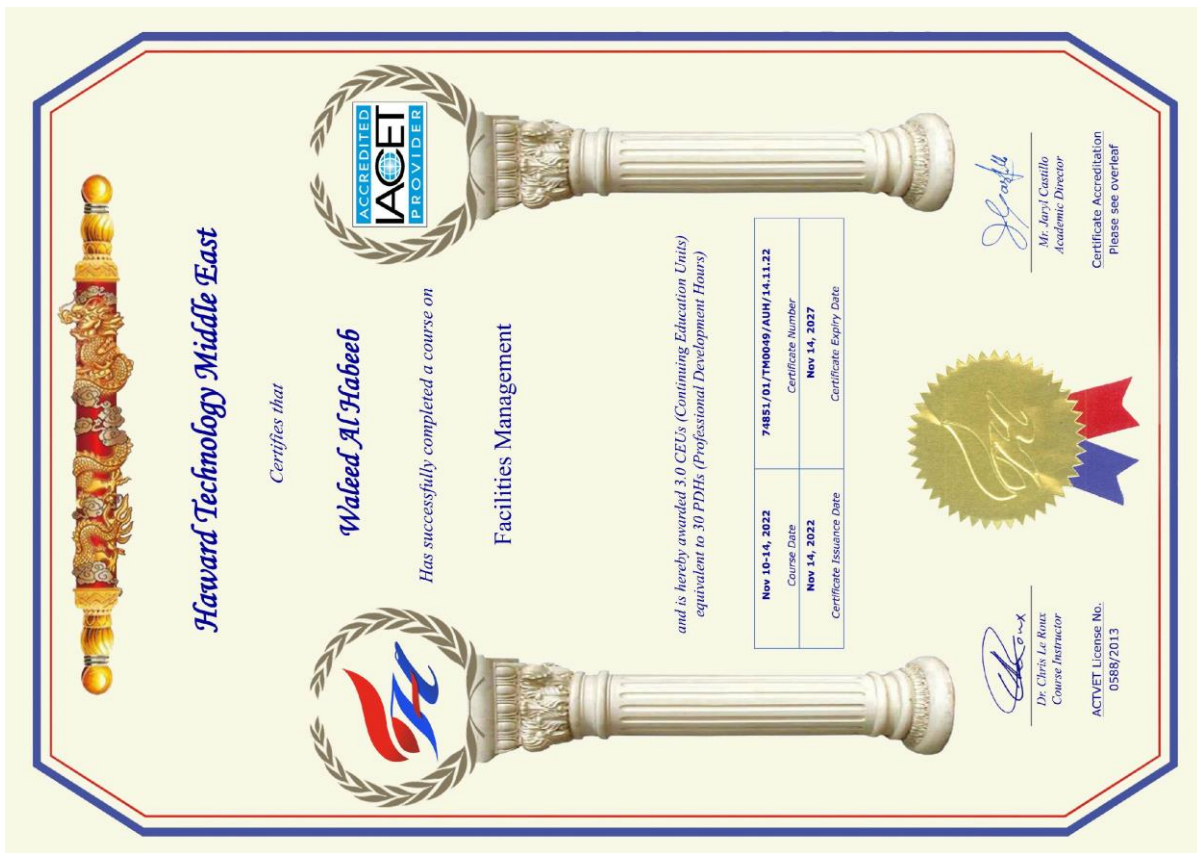 Haward Technology Middle East
Certifies that
ACCREDITED
IACET
PROVIDER
Waleed Al Habeeb
Has successfully completed a course on
Facilities Management
and is hereby awarded 3.0 CEUs (Continuing Education Units)
equivalent to 30 PDHs (Professional Development Hours)
Nov 10-14, 2022 74851/01/TM0049/AUH/14.11.22
Course Date Certificate Number
Nov 14, 2022 Nov 14, 2027
Certificate Issuance Date Certificate Expiry Date
Dr. Chris Le Roux
Course Instructor
Mr. Jaryl Castillo
Academic Director
ACTVET License No.
0588/2013
Certificate Accreditation
Please see overleaf